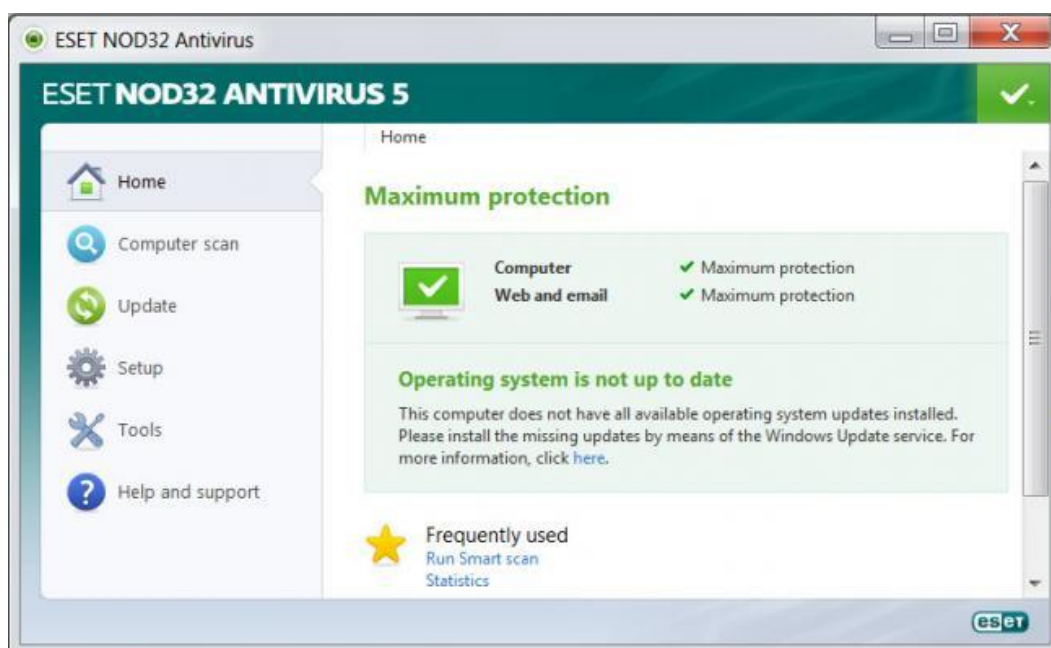 ESET NOD32 Antivirus
ESET NOD32 ANTIVIRUS 5
Home
Home
Computer scan
Update
Setup
Tools
Help and support
Maximum protection
Computer Maximum protection
Web and email Maximum protection
Operating system is not up to date
This computer does not have all available operating system updates installed.
Please install the missing updates by means of the Windows Update service. For
more information, click here.
Frequently used
Run Smart scan
Statistics
eseT